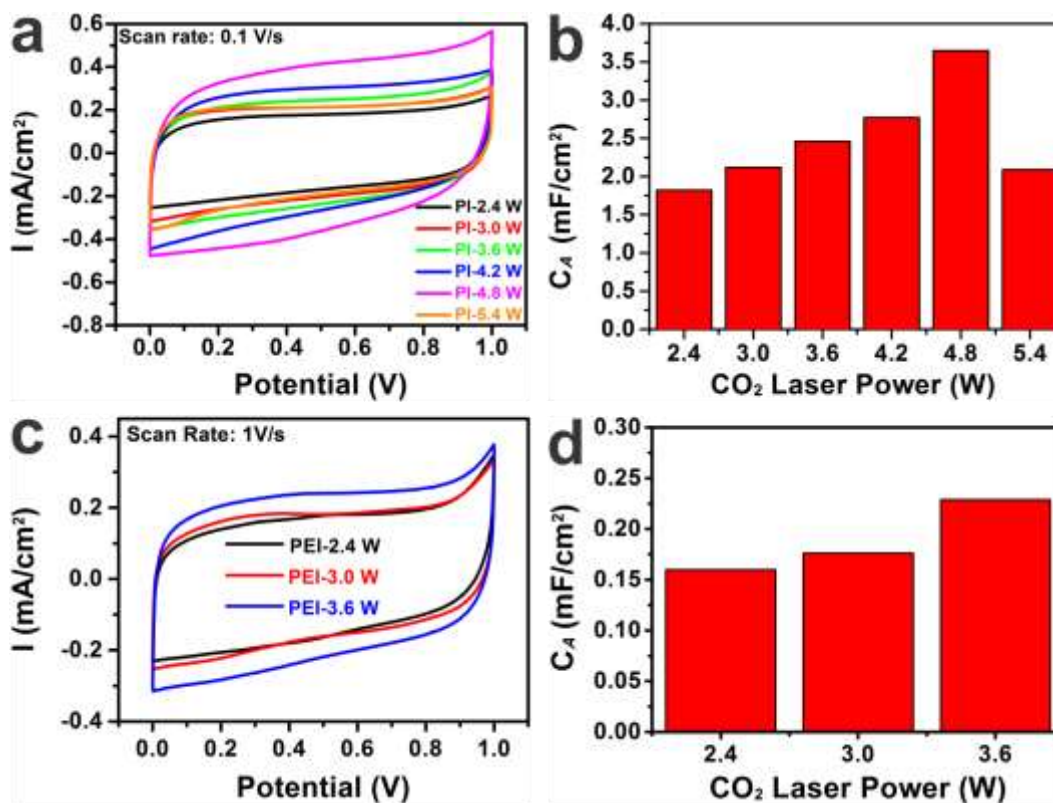 a
Scan rate: 0.1 V/s
I (mA/cm²)
0.6
0.4
0.2
0.0
-0.2
-0.4
-0.6
-0.8
PI-2.4 W
PI-3.0 W
PI-3.6 W
PI-4.2 W
PI-4.8 W
PI-5.4 W
0.0 0.2 0.4 0.6 0.8 1.0
Potential (V)
b
C_A (mF/cm²)
4.0
3.5
3.0
2.5
2.0
1.5
1.0
0.5
0.0
2.4 3.0 3.6 4.2 4.8 5.4
CO₂ Laser Power (W)
c
Scan Rate: 1V/s
I (mA/cm²)
0.4
0.2
0.0
-0.2
-0.4
PEI-2.4 W
PEI-3.0 W
PEI-3.6 W
0.0 0.2 0.4 0.6 0.8 1.0
Potential (V)
d
C_A (mF/cm²)
0.30
0.25
0.20
0.15
0.10
0.05
0.00
2.4 3.0 3.6
CO₂ Laser Power (W)